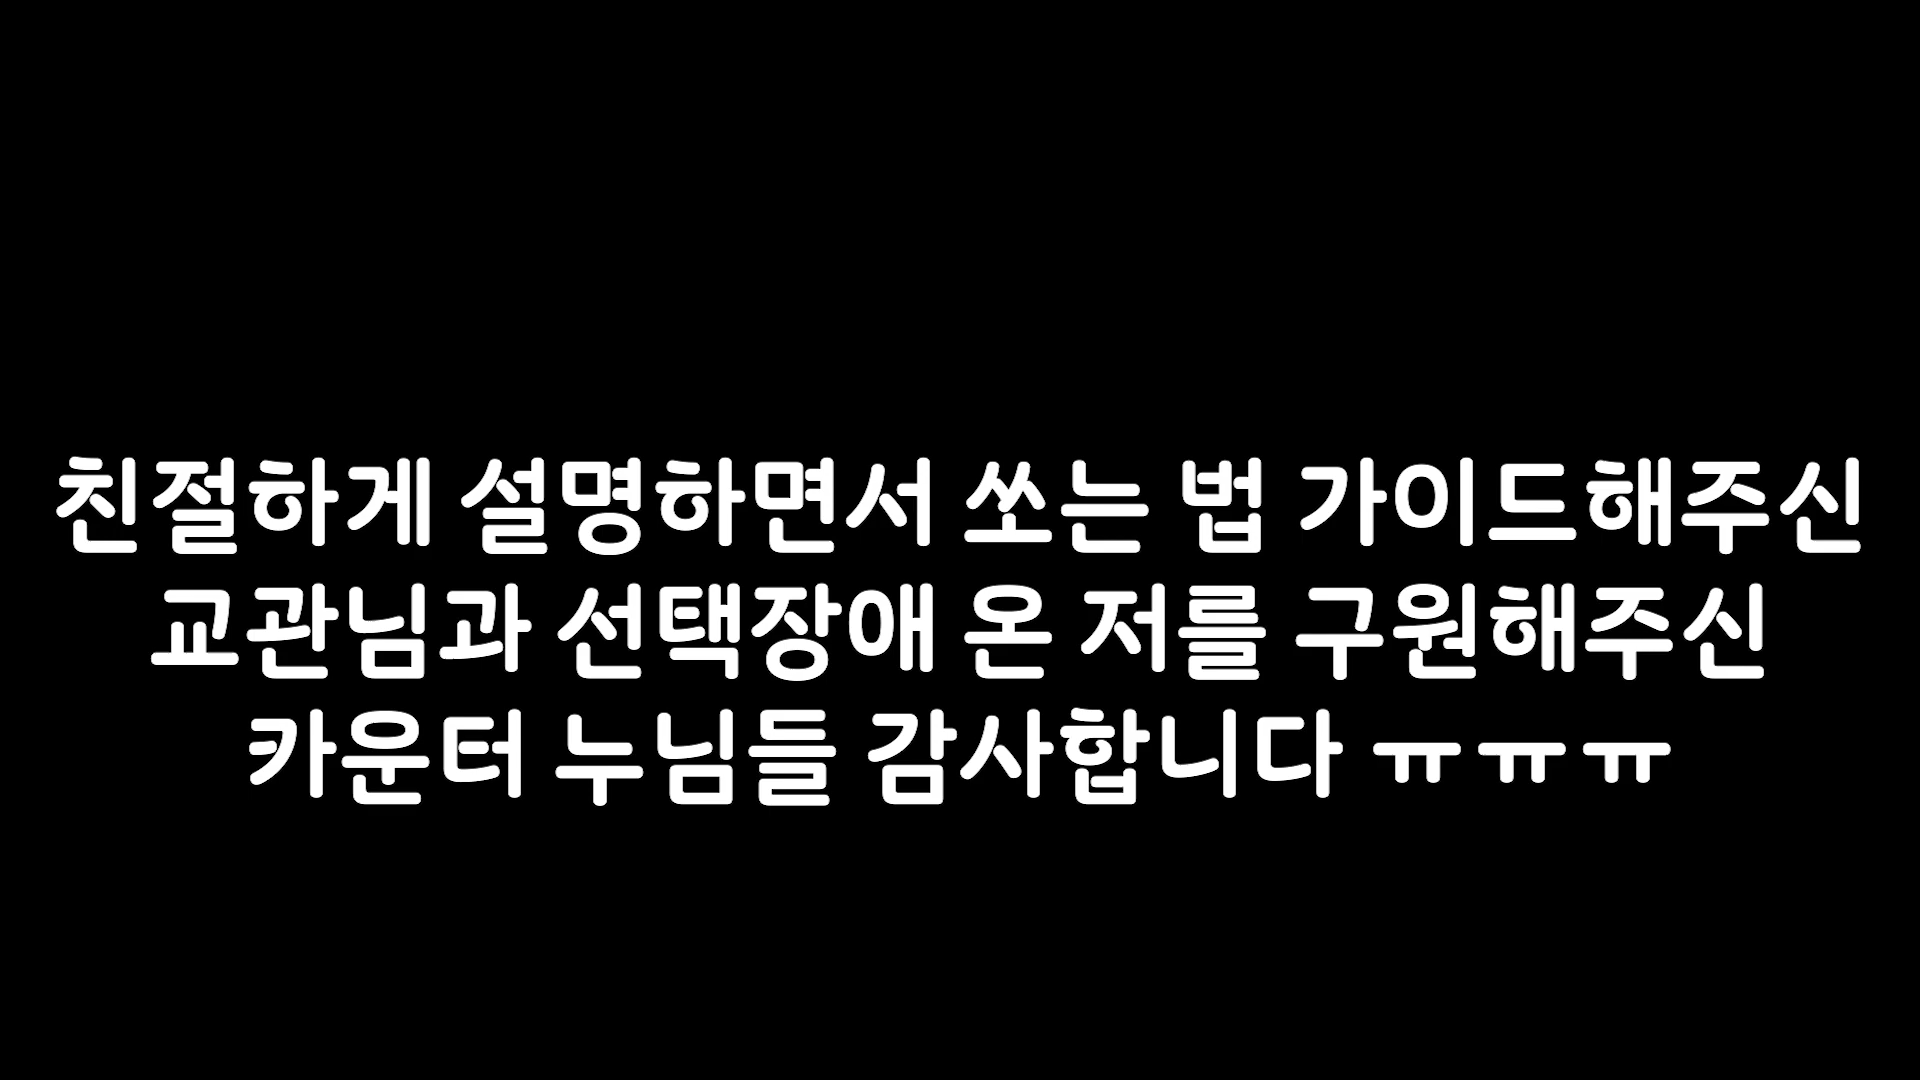 친절하게 설명하면서 쏘는 법 가이드해주신
교관님과 선택장애 온 저를 구원해주신
카운터 누님들 감사합니다 ㅠㅠㅠ